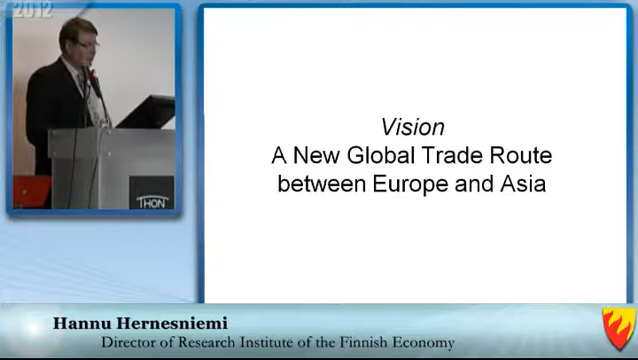 2012
Vision
A New Global Trade Route
between Europe and Asia
THON
Hannu Hernesniemi
Director of Research Institute of the Finnish Economy